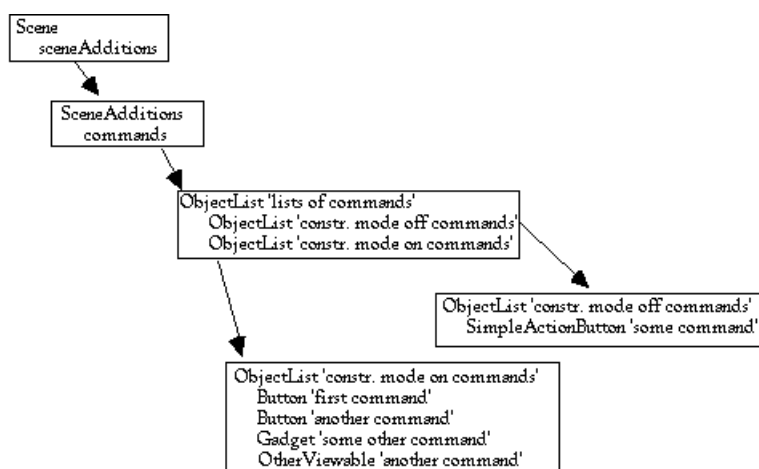 Scene
sceneAdditions
SceneAdditions
commands
ObjectList 'lists of commands'
ObjectList 'constr. mode off commands'
ObjectList 'constr. mode on commands'
ObjectList 'constr. mode off commands'
SimpleActionButton 'some command'
ObjectList 'constr. mode on commands'
Button 'first command'
Button 'another command'
Gadget 'some other command'
OtherViewable 'another command'